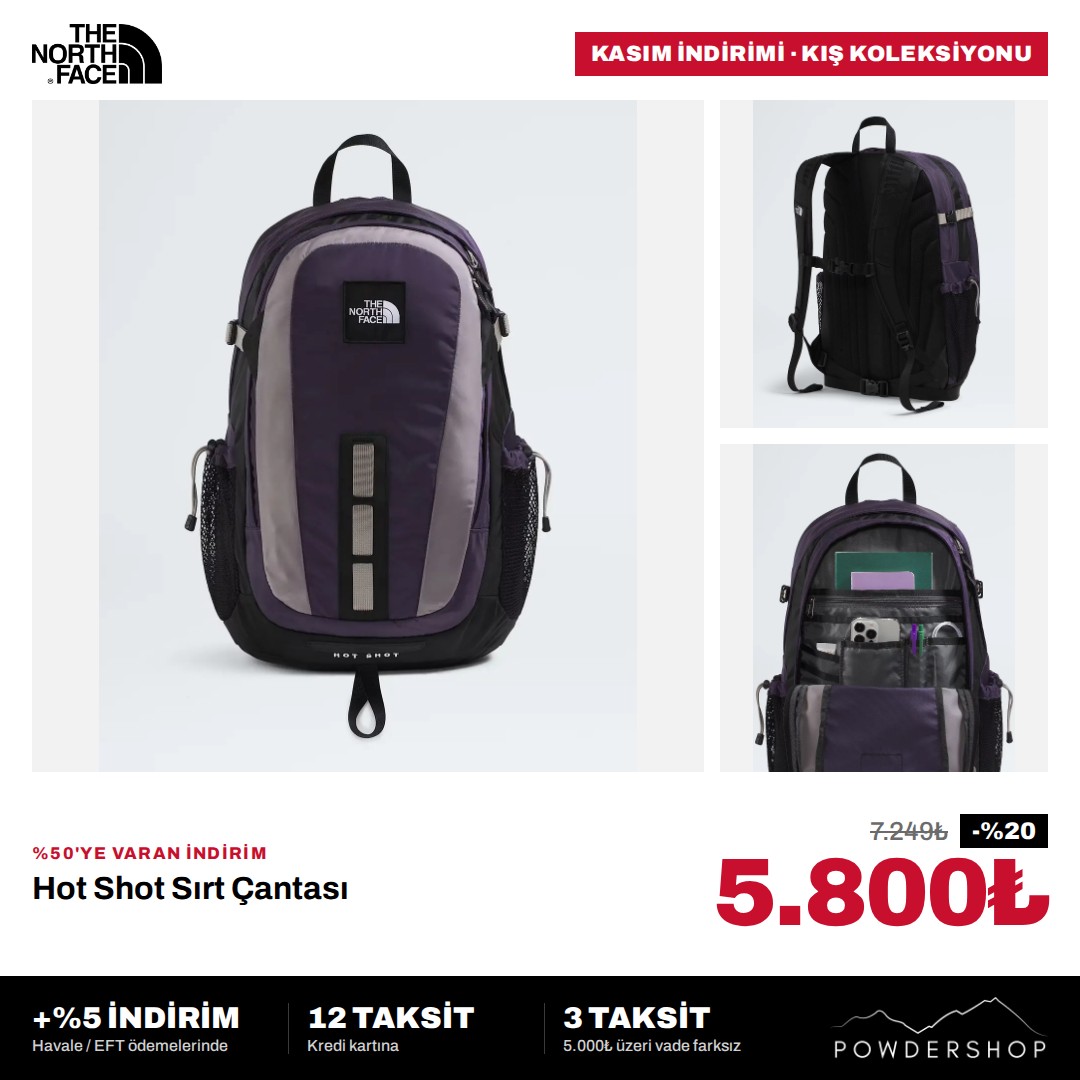 THE
NORTH
FACE
KASIM İNDİRİMİ · KIŞ KOLEKSİYONU
THE
NORTH
FACE
HOT SHOT
%50'YE VARAN İNDİRİM
Hot Shot Sırt Çantası
7.249₺
-%20
5.800₺
+%5 İNDİRİM
Havale / EFT ödemelerinde
12 TAKSİT
Kredi kartına
3 TAKSİT
5.000₺ üzeri vade farksız
POWDERSHOP